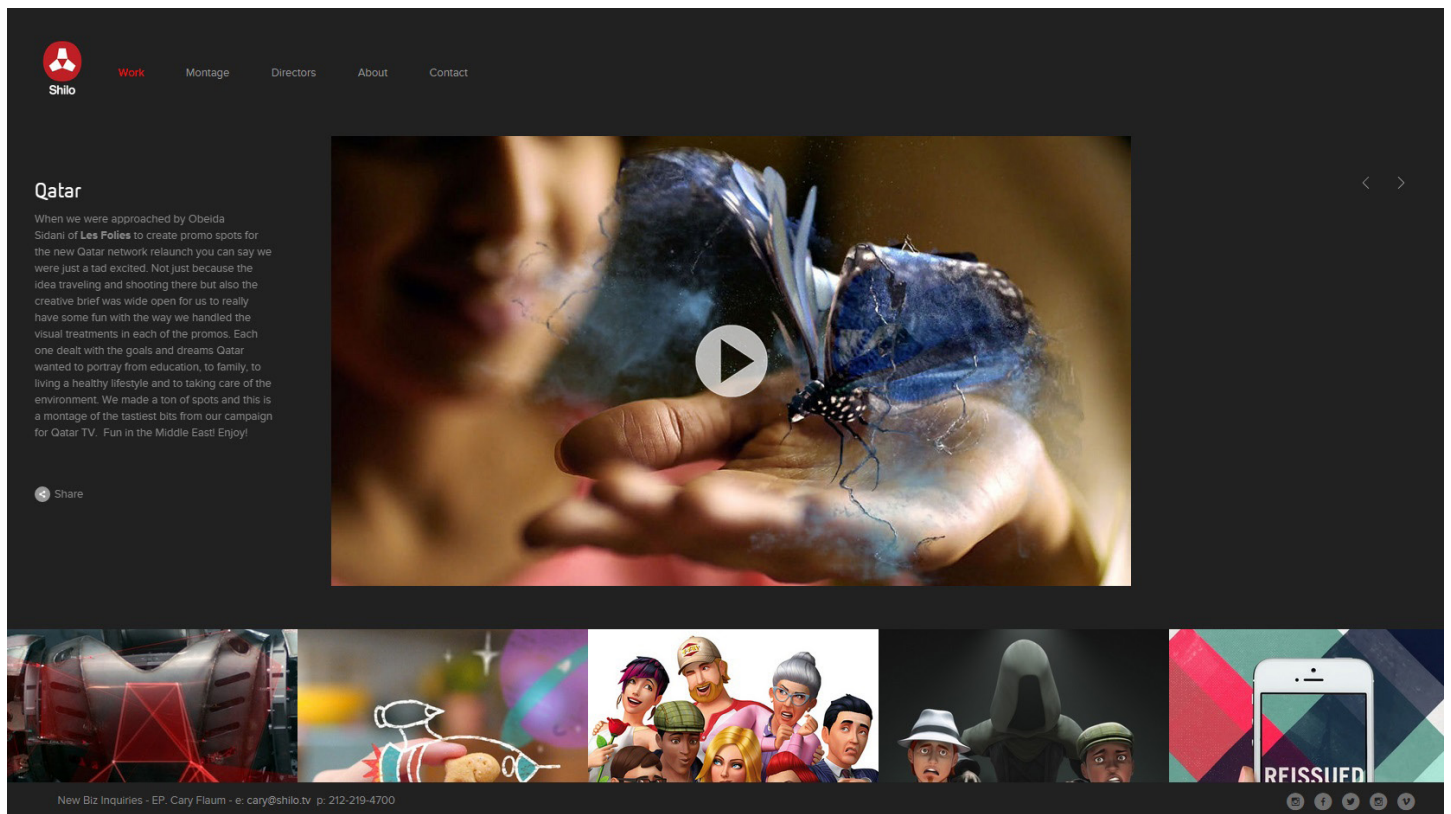 Shilo
Work
Montage
Directors
About
Contact
Qatar
When we were approached by Obeida
Sidani of Les Folies to create promo spots for
the new Qatar network relaunch you can say we
were just a tad excited. Not just because the
idea traveling and shooting there but also the
creative brief was wide open for us to really
have some fun with the way we handled the
visual treatments in each of the promos. Each
one dealt with the goals and dreams Qatar
wanted to portray from education, to family, to
living a healthy lifestyle and to taking care of the
environment. We made a ton of spots and this is
a montage of the tastiest bits from our campaign
for Qatar TV.  Fun in the Middle East! Enjoy!
Share
REISSUED
New Biz Inquiries - EP. Cary Flaum - e: cary@shilo.tv  p: 212-219-4700